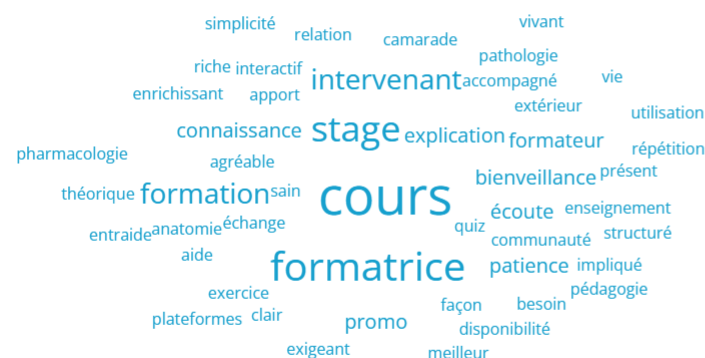 simplicité
vivant
relation
camarade
pathologie
riche interactif
intervenant accompagné
vie
enrichissant
apport
extérieur
utilisation
connaissance
stage
explication
formateur
pharmacologie
agréable
répétition
bienveillance
présent
théorique
formation
sain
cours
écoute
enseignement
entraide
anatomie
échange
quiz
communauté
structuré
aide
formatrice
patience
impliqué
exercice
façon
besoin
pédagogie
plateformes
clair
promo
disponibilité
exigeant
meilleur